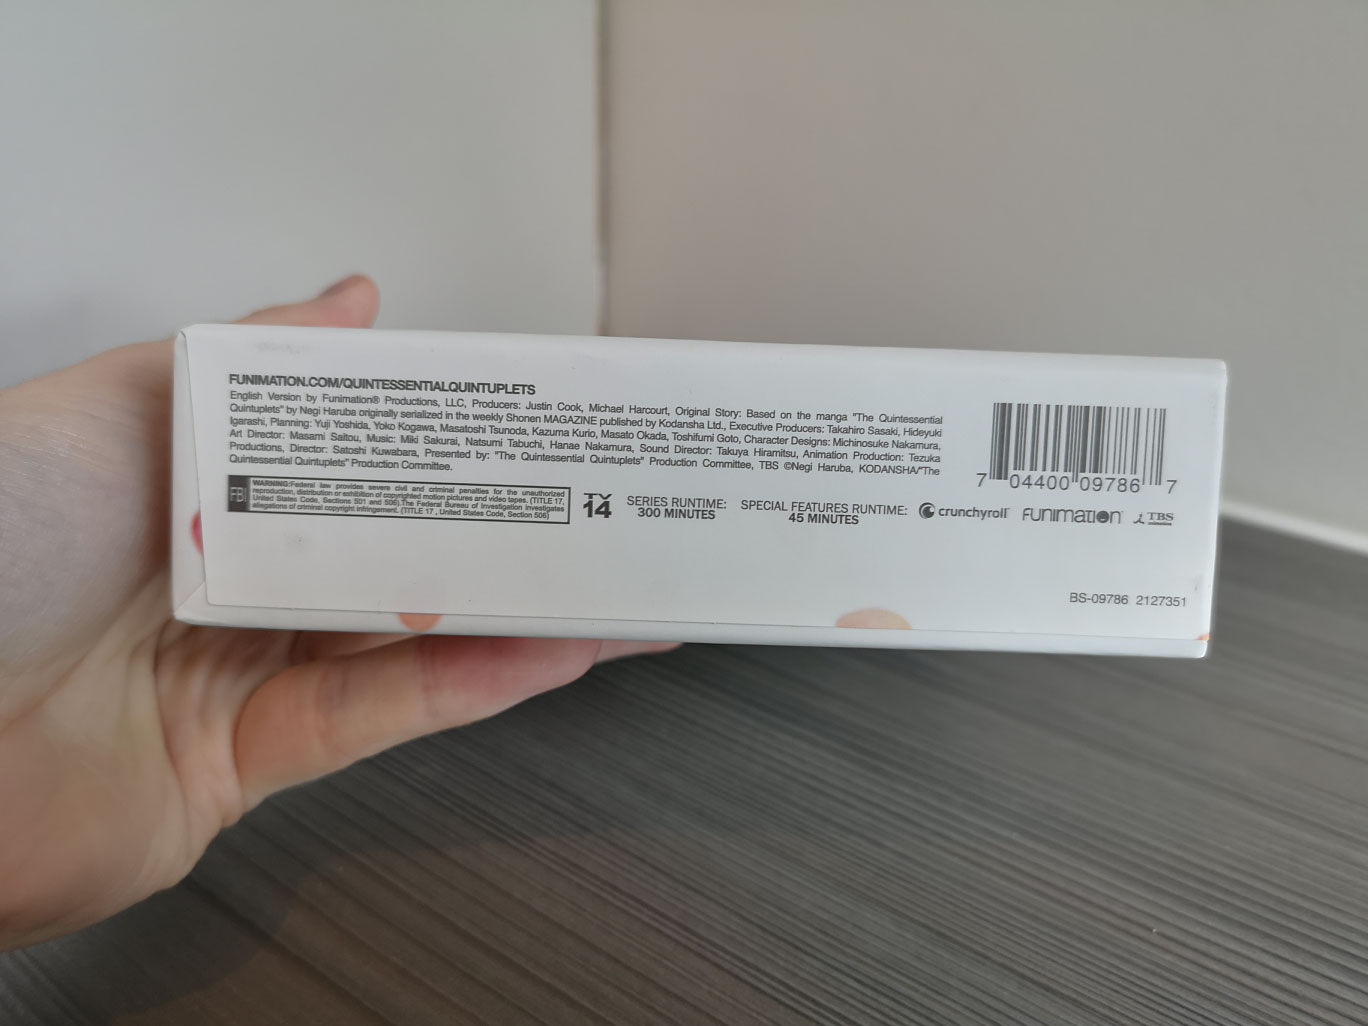 FUNIMATION.COM/QUINTESSENTIALQUINTUPLETS
English Version by Funimation® Productions, LLC, Producers: Justin Cook, Michael Harcourt, Original Story: Based on the manga "The Quintessential
Quintuplets" by Negi Haruba originally serialized in the weekly Shonen MAGAZINE published by Kodansha Ltd., Executive Producers: Takahiro Sasaki, Hideyuki
Igarashi, Planning: Yuji Yoshida, Yoko Kogawa, Masatoshi Tsunoda, Kazuma Kurio, Masato Okada, Toshifumi Goto, Character Designs: Michinosuke Nakamura,
Art Director: Masami Saitou, Music: Miki Sakurai, Natsumi Tabuchi, Hanae Nakamura, Sound Director: Takuya Hiramitsu, Animation Production: Tezuka
Productions, Director: Satoshi Kuwabara, Presented by: "The Quintessential Quintuplets" Production Committee, TBS ©Negi Haruba, KODANSHA/"The
Quintessential Quintuplets" Production Committee.
7 04400 09786 7
FBI
WARNING:Federal law provides severe civil and criminal penalties for the unauthorized
reproduction, distribution or exhibition of copyrighted motion pictures and video tapes. (TITLE 17,
United States Code, Sections 501 and 506).The Federal Bureau of Investigation investigates
allegations of criminal copyright infringement. (TITLE 17, United States Code, Section 506)
TV
14
SERIES RUNTIME:
300 MINUTES
SPECIAL FEATURES RUNTIME:
45 MINUTES
crunchyroll
FUNIMATION
TBS
BS-09786 2127351